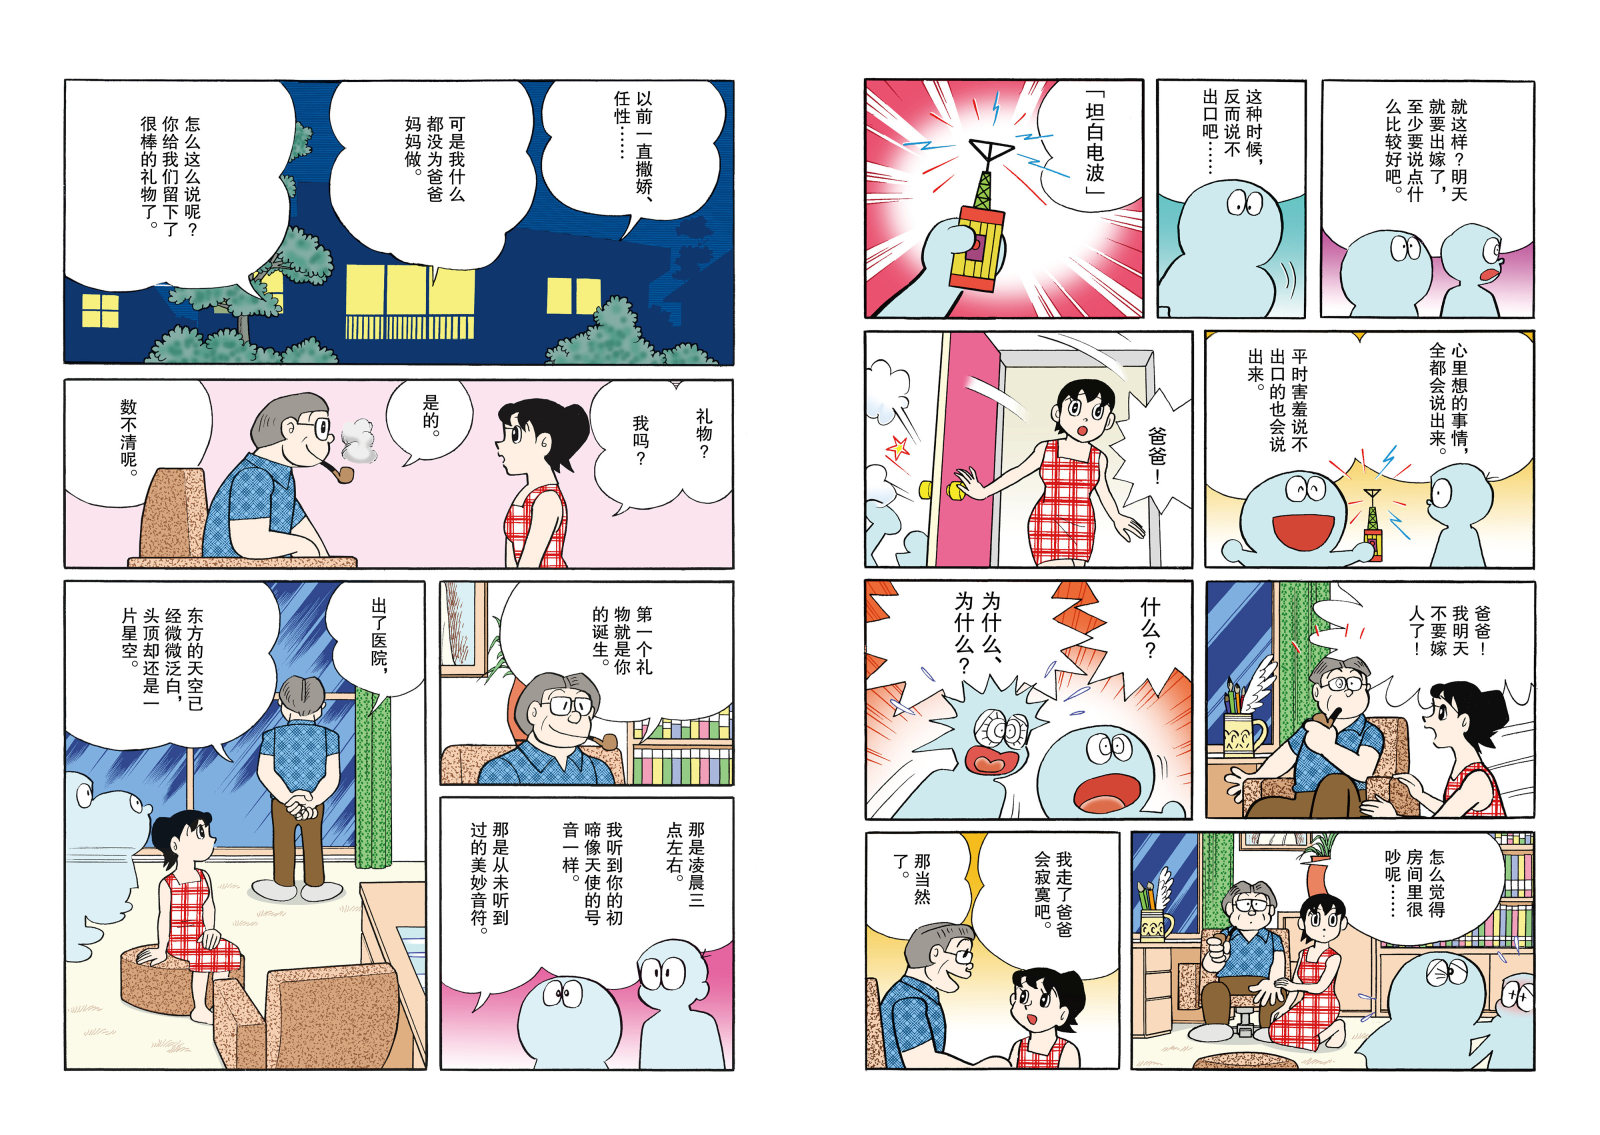 就这样？明天
就要出嫁了，
至少要说点什
么比较好吧。
这种时候，
反而说不
出口吧……
「坦白电波」
心里想的事情，
全都会说出来。
平时害羞说不
出口的也会说
出来。
爸爸！
爸爸！
我明天
不要嫁
人了！
什么？
为什么、
为什么？
怎么觉得
房间里很
吵呢……
我走了爸爸
会寂寞吧。
那当然
了。
以前一直撒娇、
任性……
可是我什么
都没为爸爸
妈妈做。
怎么这么说呢？
你给我们留下了
很棒的礼物了。
礼物？
我吗？
是的。
数不清呢。
第一个礼
物就是你
的诞生。
那是凌晨三
点左右。
我听到你的初
啼像天使的号
音一样。
那是从未听到
过的美妙音符。
出了医院，
东方的天空已
经微微泛白，
头顶却还是一
片星空。